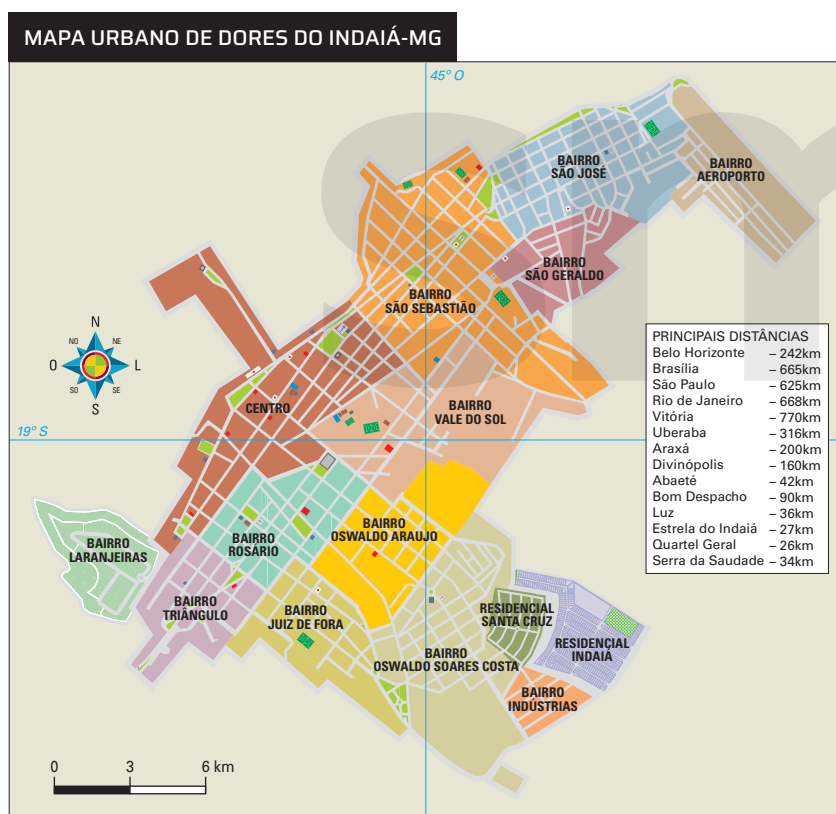 MAPA URBANO DE DORES DO INDAIÁ-MG
45° O
BAIRRO
SÃO JOSÉ
BAIRRO
AEROPORTO
BAIRRO
SÃO GERALDO
BAIRRO
SÃO SEBASTIÃO
N
NO
NE
O
L
SO
SE
S
CENTRO
BAIRRO
VALE DO SOL
19° S
PRINCIPAIS DISTÂNCIAS
Belo Horizonte – 242km
Brasília – 665km
São Paulo – 625km
Rio de Janeiro – 668km
Vitória – 770km
Uberaba – 316km
Araxá – 200km
Divinópolis – 160km
Abaeté – 42km
Bom Despacho – 90km
Luz – 36km
Estrela do Indaiá – 27km
Quartel Geral – 26km
Serra da Saudade – 34km
BAIRRO
OSWALDO ARAUJO
BAIRRO
ROSÁRIO
BAIRRO
LARANJEIRAS
BAIRRO
TRIÂNGULO
BAIRRO
JUIZ DE FORA
RESIDENCIAL
SANTA CRUZ
RESIDENCIAL
INDAIÁ
BAIRRO
OSWALDO SOARES COSTA
BAIRRO
INDÚSTRIAS
0 3 6 km